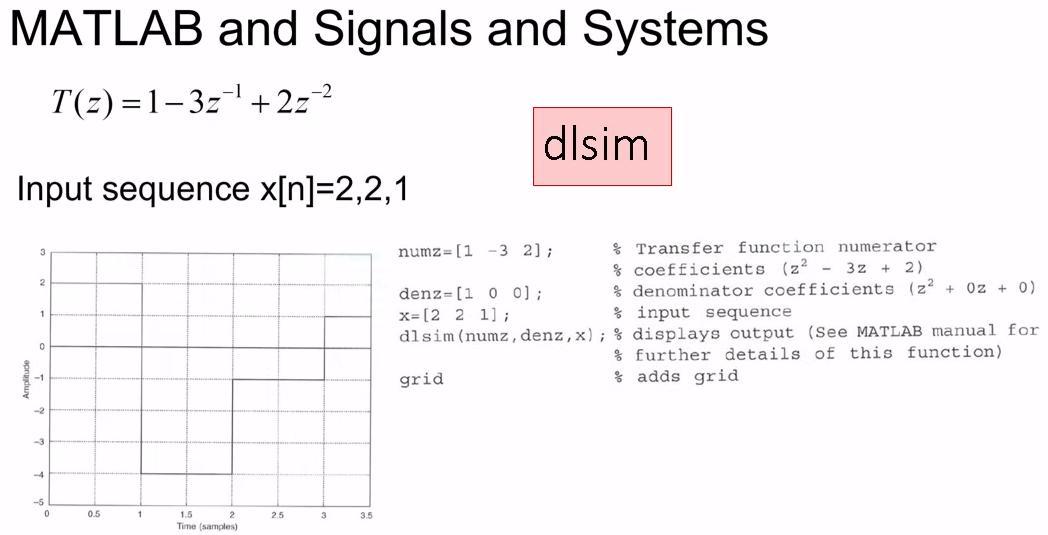 MATLAB and Signals and Systems
T(z) = 1 − 3z⁻¹ + 2z⁻²
dlsim
Input sequence x[n]=2,2,1
numz=[1 -3 2]; % Transfer function numerator
% coefficients (z² - 3z + 2)
denz=[1 0 0]; % denominator coefficients (z² + 0z + 0)
x=[2 2 1]; % input sequence
dlsim(numz,denz,x); % displays output (See MATLAB manual for
% further details of this function)
grid % adds grid
3
2
1
0
−1
−2
−3
−4
−5
Amplitude
0 0.5 1 1.5 2 2.5 3 3.5
Time (samples)